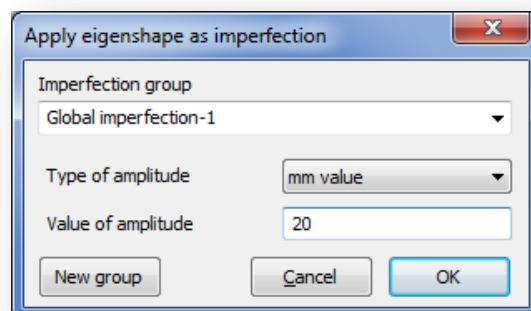 Apply eigenshape as imperfection
Imperfection group
Global imperfection-1
Type of amplitude mm value
Value of amplitude 20
New group Cancel OK